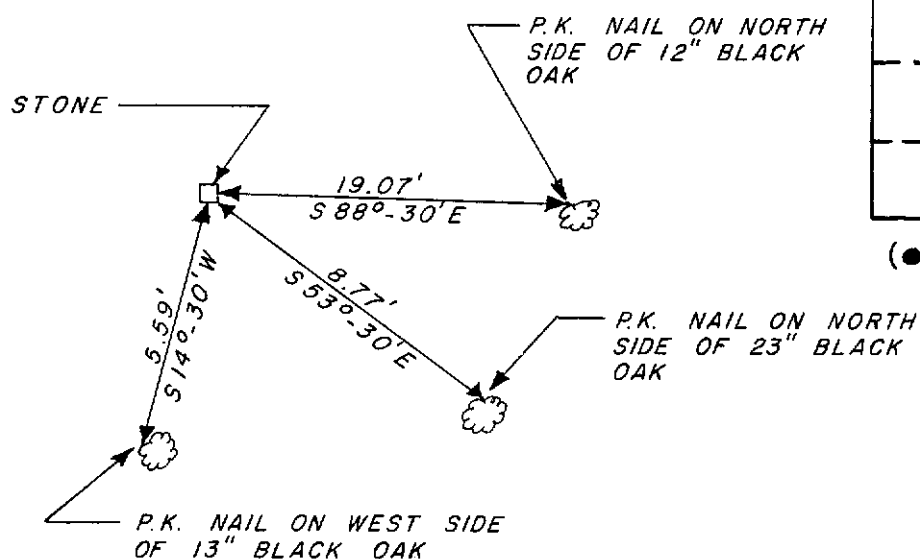 P.K. NAIL ON NORTH
SIDE OF 12" BLACK
OAK
STONE
19.07'
S 88°-30' E
8.77'
S 53°-30' E
5.59'
S 14°-30' W
P.K. NAIL ON NORTH
SIDE OF 23" BLACK
OAK
P.K. NAIL ON WEST SIDE
OF 13" BLACK OAK